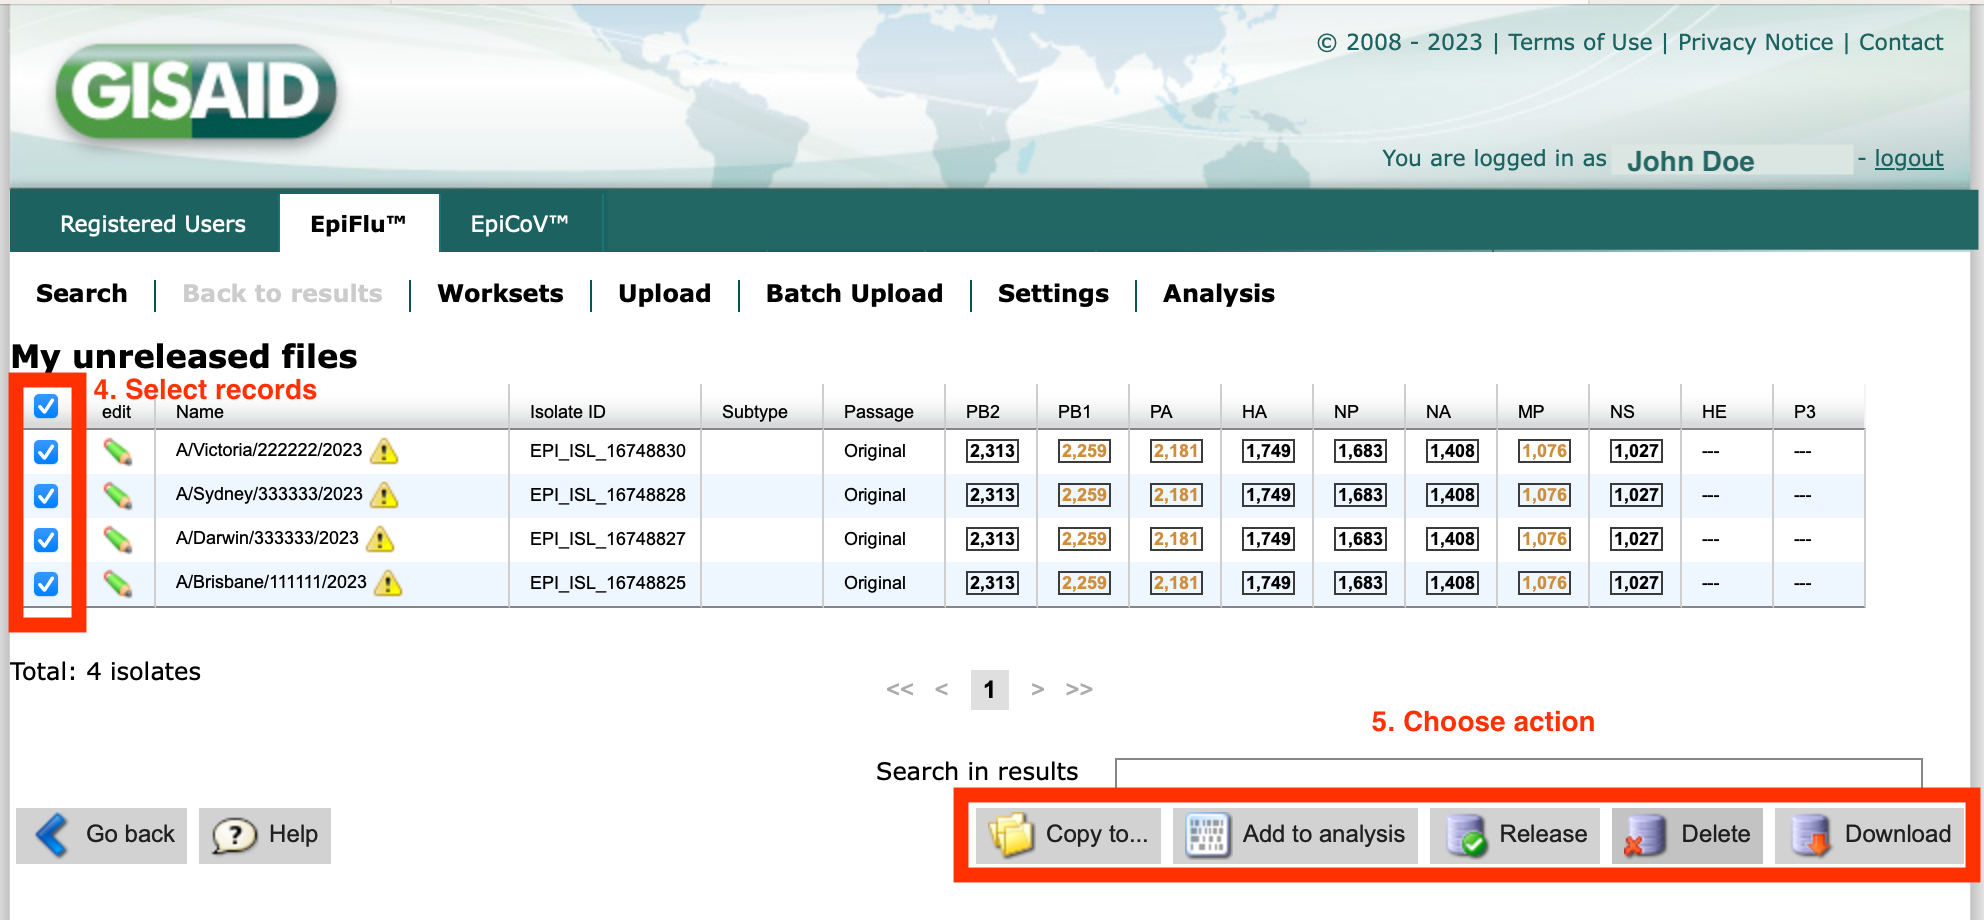 GISAID
© 2008 - 2023 | Terms of Use | Privacy Notice | Contact
You are logged in as John Doe - logout
Registered Users EpiFlu™ EpiCoV™
Search | Back to results | Worksets | Upload | Batch Upload | Settings | Analysis
My unreleased files
4. Select records
edit Name Isolate ID Subtype Passage PB2 PB1 PA HA NP NA MP NS HE P3
A/Victoria/222222/2023 EPI_ISL_16748830 Original 2,313 2,259 2,181 1,749 1,683 1,408 1,076 1,027 --- ---
A/Sydney/333333/2023 EPI_ISL_16748828 Original 2,313 2,259 2,181 1,749 1,683 1,408 1,076 1,027 --- ---
A/Darwin/333333/2023 EPI_ISL_16748827 Original 2,313 2,259 2,181 1,749 1,683 1,408 1,076 1,027 --- ---
A/Brisbane/111111/2023 EPI_ISL_16748825 Original 2,313 2,259 2,181 1,749 1,683 1,408 1,076 1,027 --- ---
Total: 4 isolates
<< < 1 > >>
5. Choose action
Search in results
Go back Help Copy to... Add to analysis Release Delete Download